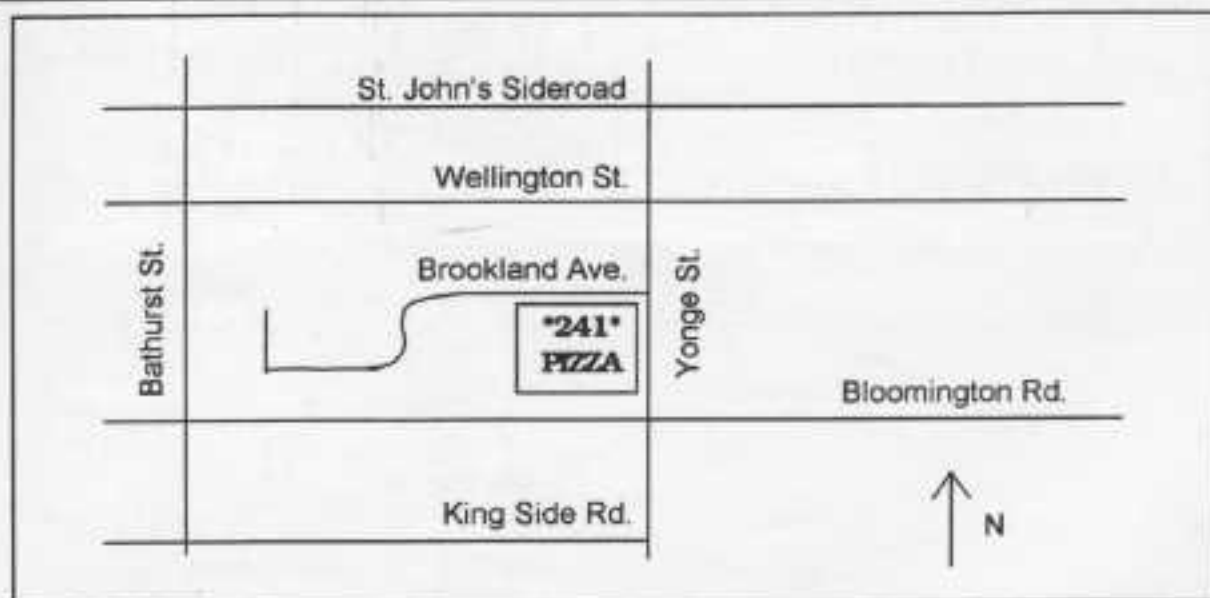 St. John's Sideroad
Wellington St.
Brookland Ave.
Bathurst St.
*241*
PIZZA
Yonge St.
Bloomington Rd.
King Side Rd.
N